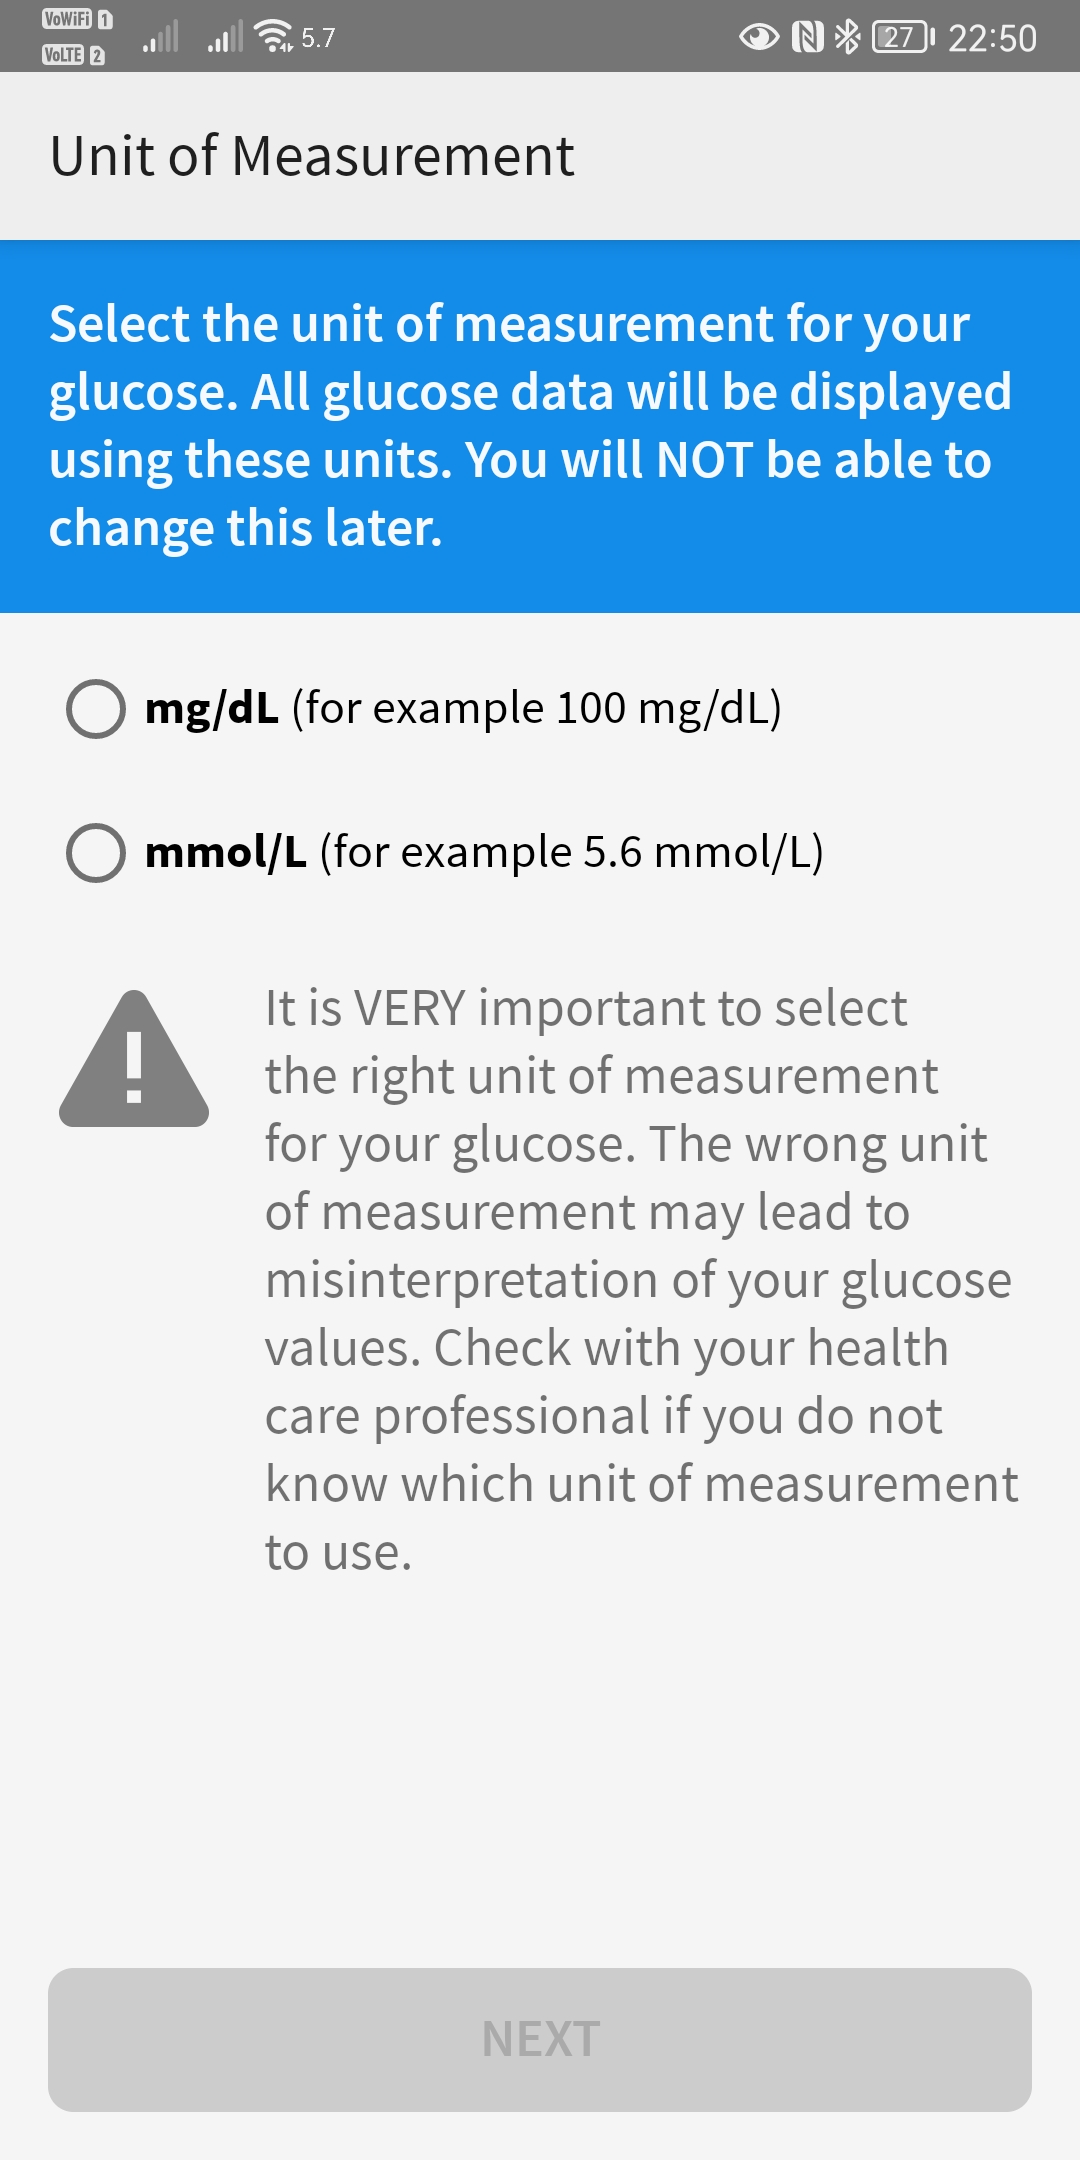 VoWiFi 1
VoLTE 2
5.7
27
22:50
Unit of Measurement
Select the unit of measurement for your
glucose. All glucose data will be displayed
using these units. You will NOT be able to
change this later.
mg/dL (for example 100 mg/dL)
mmol/L (for example 5.6 mmol/L)
It is VERY important to select
the right unit of measurement
for your glucose. The wrong unit
of measurement may lead to
misinterpretation of your glucose
values. Check with your health
care professional if you do not
know which unit of measurement
to use.
NEXT